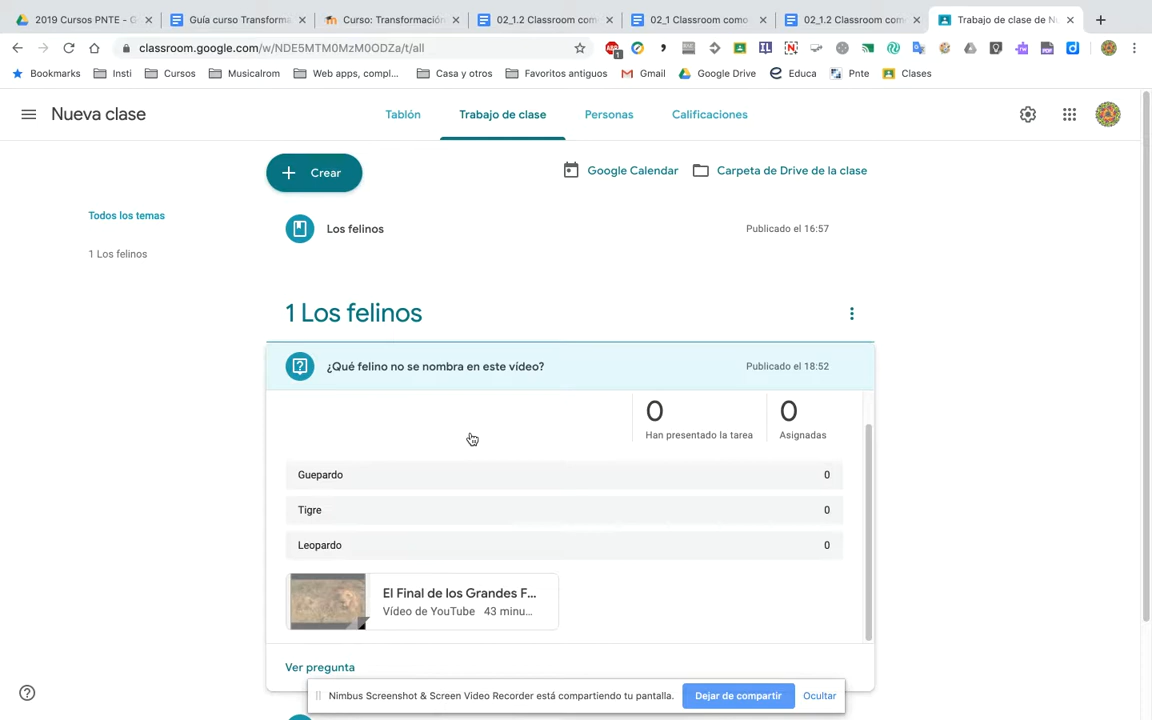 2019 Cursos PNTE - G
Guía curso Transforma
Curso: Transformación
02_1.2 Classroom com
02_1 Classroom como
02_1.2 Classroom com
Trabajo de clase de N
classroom.google.com/w/NDE5MTM0MzM0ODZa/t/all
Bookmarks Insti Cursos Musicalrom Web apps, compl... Casa y otros Favoritos antiguos Gmail Google Drive Educa Pnte Clases
Nueva clase Tablón Trabajo de clase Personas Calificaciones
Crear Google Calendar Carpeta de Drive de la clase
Todos los temas
Los felinos Publicado el 16:57
1 Los felinos
1 Los felinos
¿Qué felino no se nombra en este vídeo? Publicado el 18:52
0 0
Han presentado la tarea Asignadas
Guepardo 0
Tigre 0
Leopardo 0
El Final de los Grandes F...
Vídeo de YouTube 43 minu...
Ver pregunta
Nimbus Screenshot & Screen Video Recorder está compartiendo tu pantalla. Dejar de compartir Ocultar